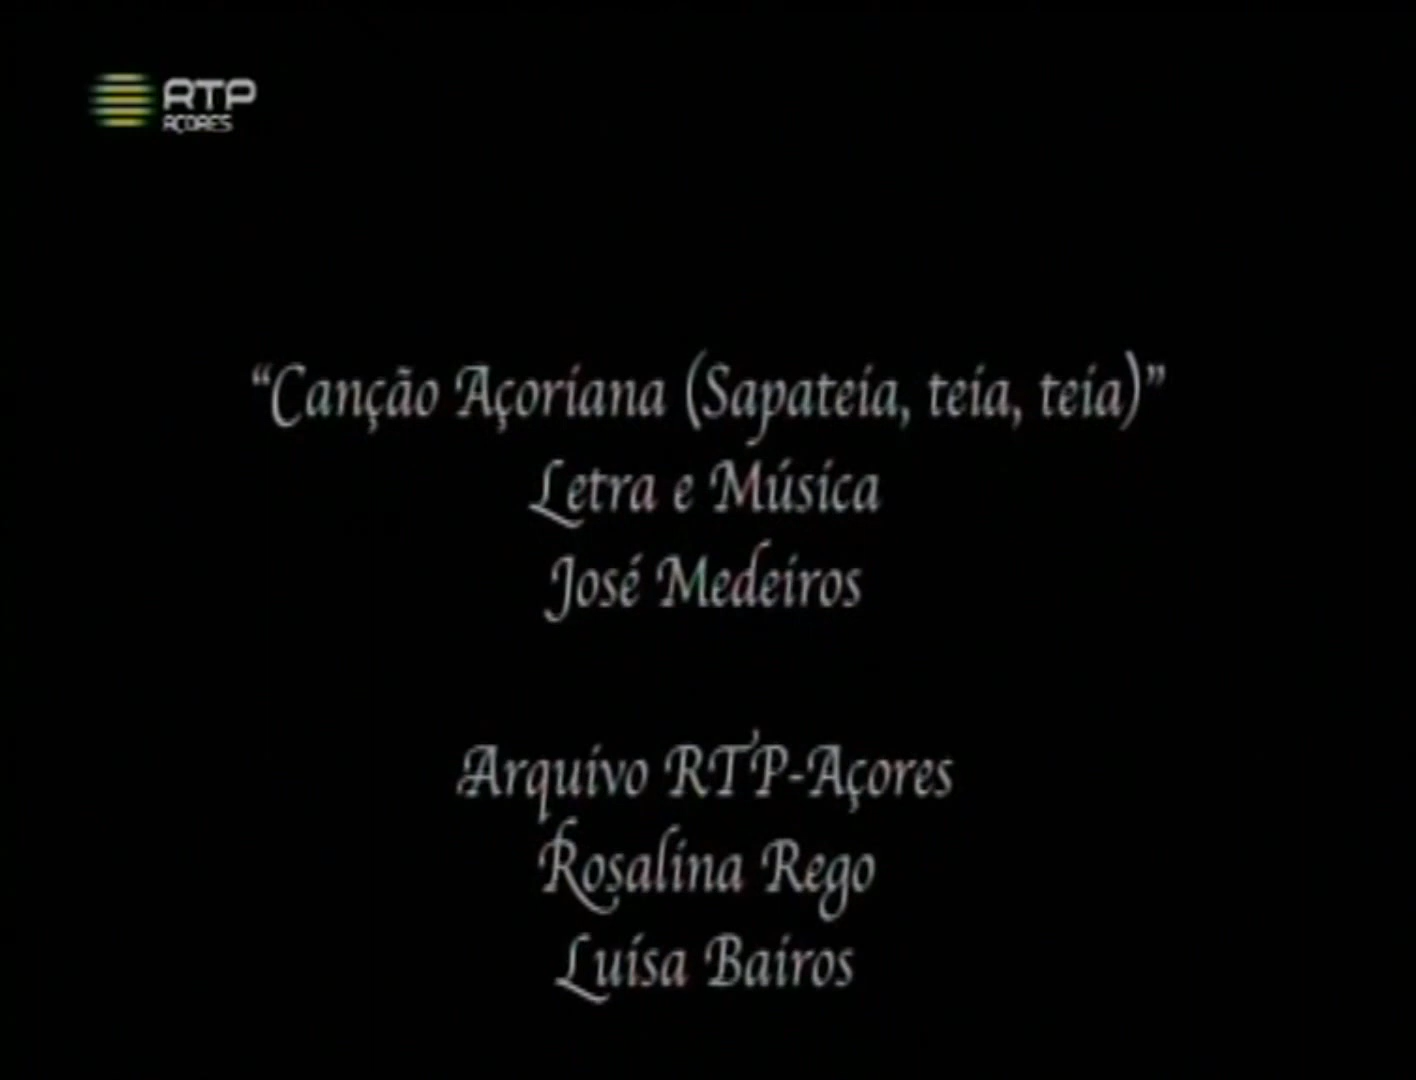 RTP
AÇORES
“Canção Açoriana (Sapateia, teia, teia)”
Letra e Música
José Medeiros
Arquivo RTP-Açores
Rosalina Rego
Luísa Bairos